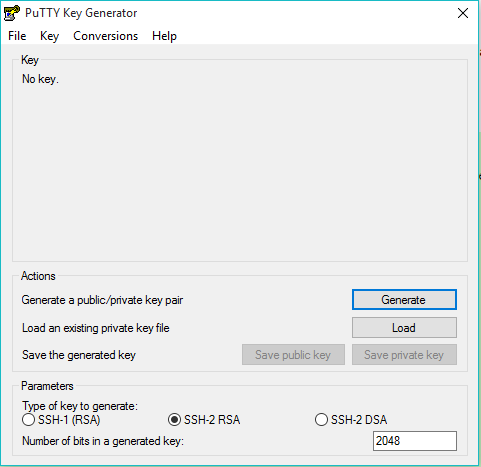 PuTTY Key Generator
File Key Conversions Help
Key
No key.
Actions
Generate a public/private key pair Generate
Load an existing private key file Load
Save the generated key Save public key Save private key
Parameters
Type of key to generate:
SSH-1 (RSA) SSH-2 RSA SSH-2 DSA
Number of bits in a generated key: 2048